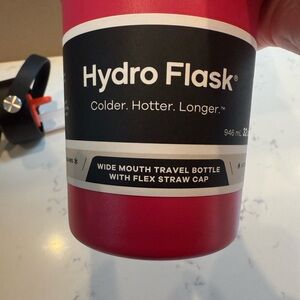 Hydro Flask®
Colder. Hotter. Longer.™
946 mL
WIDE MOUTH TRAVEL BOTTLE
WITH FLEX STRAW CAP